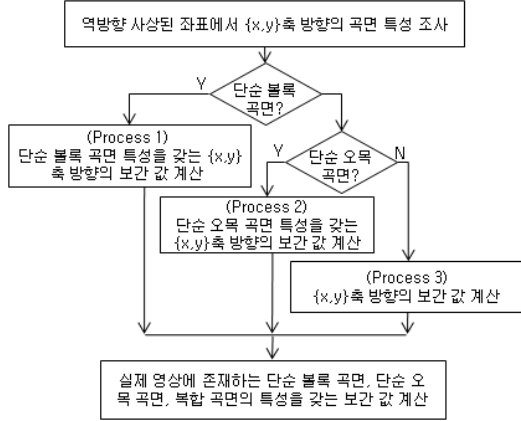 역방향 사상된 좌표에서 {x,y}축 방향의 곡면 특성 조사
Y
단순 볼록
곡면?
N
(Process 1)
단순 볼록 곡면 특성을 갖는 {x,y}
축 방향의 보간 값 계산
Y
단순 오목
곡면?
N
(Process 2)
단순 오목 곡면 특성을 갖는
{x,y}축 방향의 보간 값 계산
(Process 3)
{x,y}축 방향의 보간 값 계산
실제 영상에 존재하는 단순 볼록 곡면, 단순 오
목 곡면, 복합 곡면의 특성을 갖는 보간 값 계산